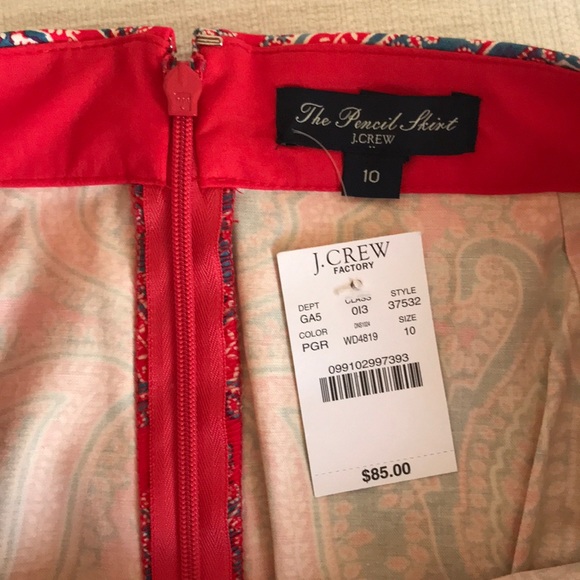 The Pencil Skirt
J.CREW
10
J.CREW
FACTORY
DEPT CLASS STYLE
GA5 013 37532
COLOR SIZE
PGR WD4819 10
099102997393
$85.00